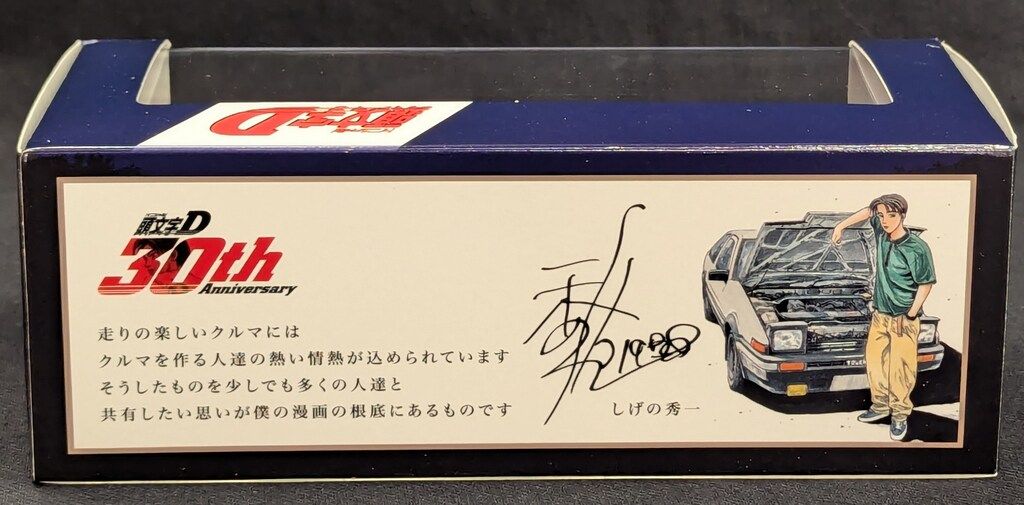 頭文字D
頭文字D
30th
Anniversary
走りの楽しいクルマには
クルマを作る人達の熱い情熱が込められています
そうしたものを少しでも多くの人達と
共有したい思いが僕の漫画の根底にあるものです
しげの秀一